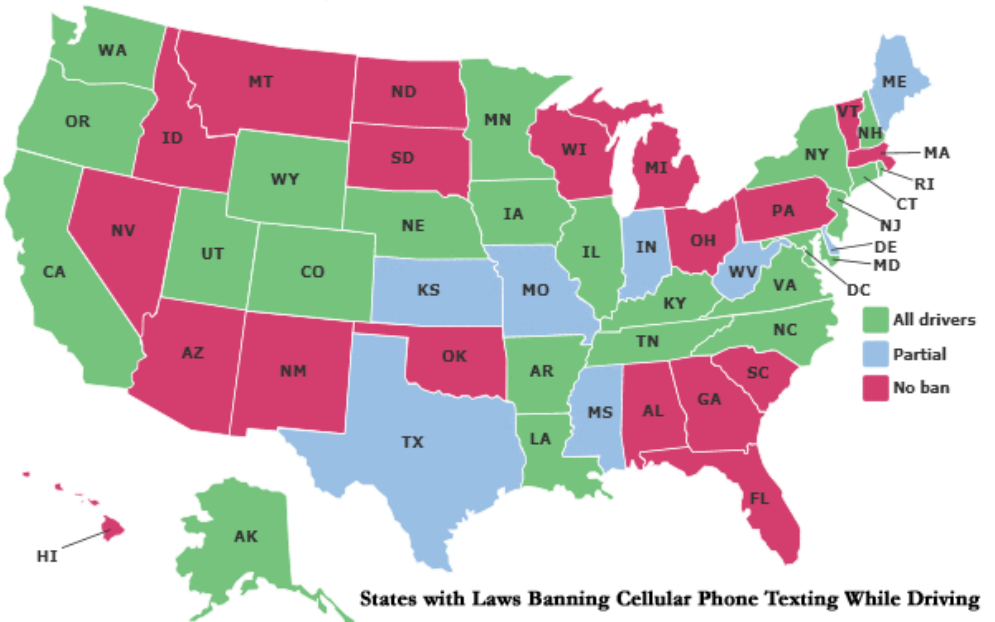 WA
MT
ND
MN
ME
OR
ID
SD
WI
MI
VT
NH
NY
MA
RI
WY
CT
NE
IA
PA
NJ
NV
UT
CO
IL
IN
OH
DE
MD
CA
WV
VA
DC
KS
MO
KY
NC
All drivers
TN
AZ
NM
OK
AR
SC
Partial
GA
No ban
TX
LA
MS
AL
FL
HI
AK
States with Laws Banning Cellular Phone Texting While Driving